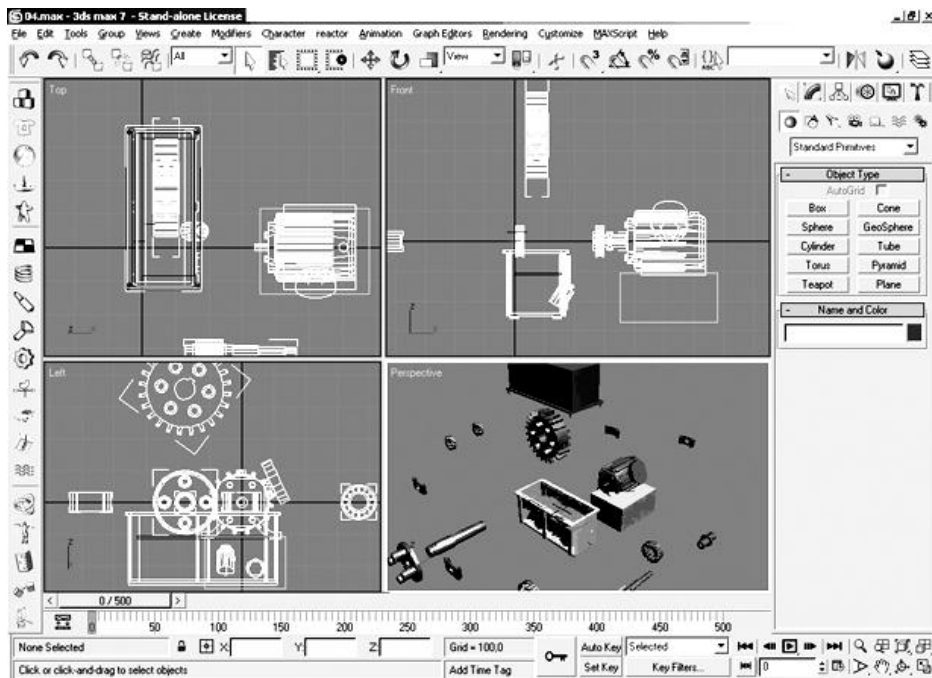 04.max - 3ds max 7 - Stand-alone License
File Edit Tools Group Views Create Modifiers Character reactor Animation Graph Editors Rendering Customize MAXScript Help
All
View
ABC
Top
Front
Standard Primitives
- Object Type
AutoGrid
Box Cone
Sphere GeoSphere
Cylinder Tube
Torus Pyramid
Teapot Plane
- Name and Color
Left
Perspective
z
z
z
< 0 / 500 >
0 50 100 150 200 250 300 350 400 450 500
None Selected X: Y: Z: Grid = 100,0 Auto Key Selected
Click or click-and-drag to select objects Add Time Tag Set Key Key Filters... 0